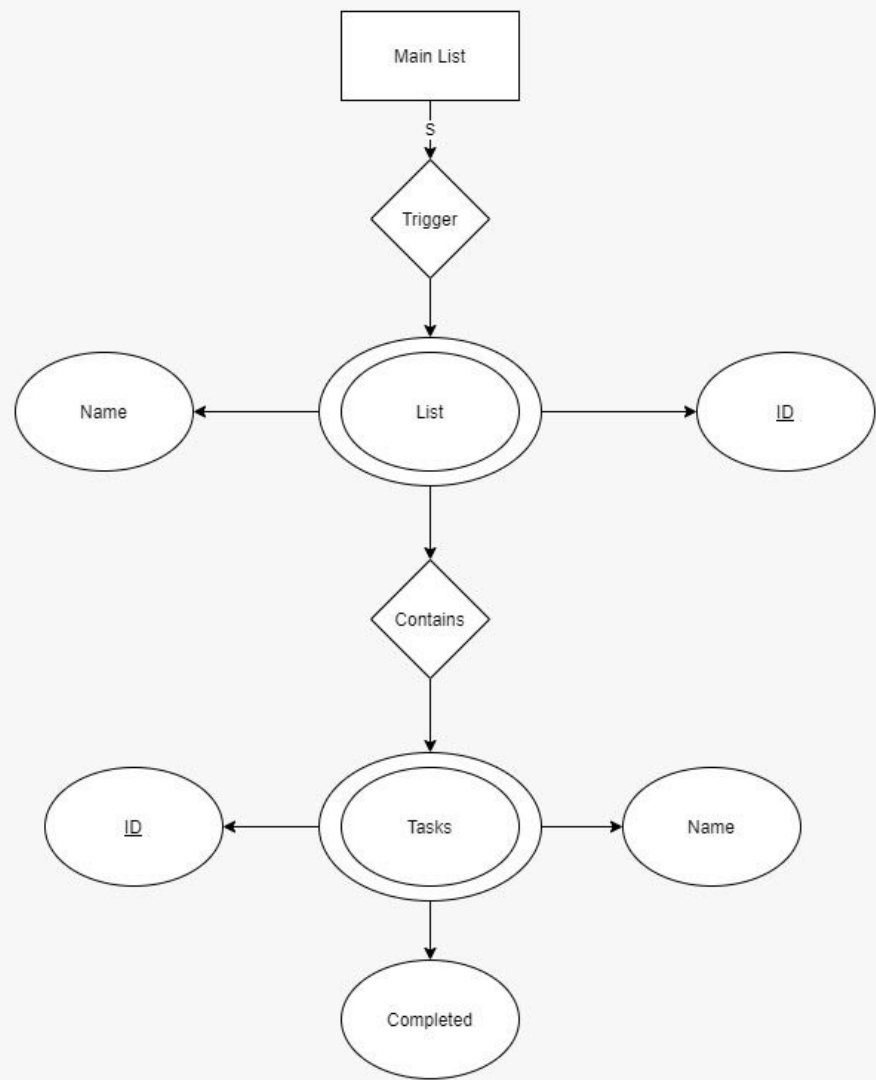 Main List
S
Trigger
Name
List
ID
Contains
ID
Tasks
Name
Completed